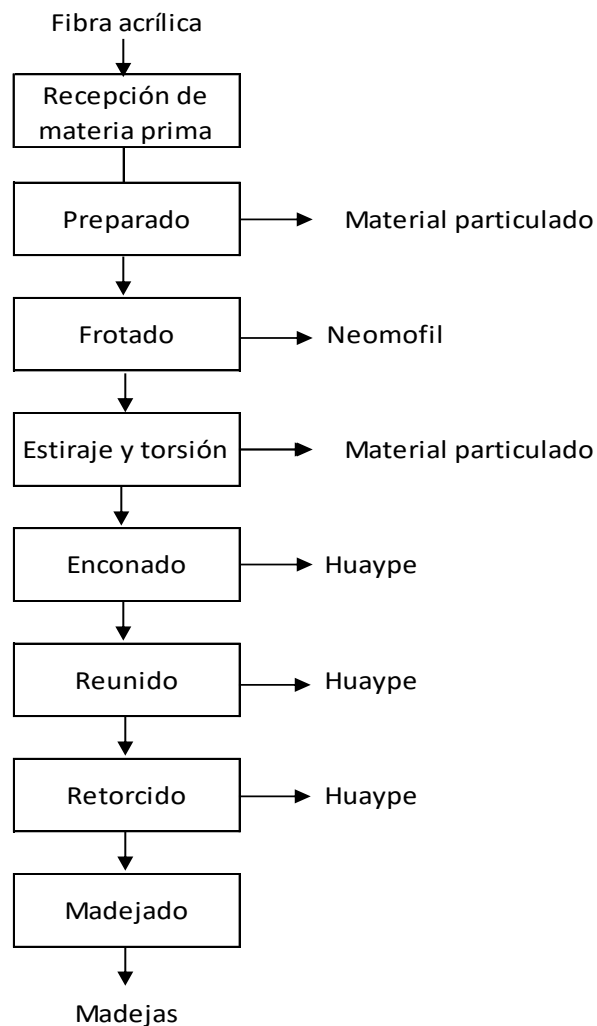 Fibra acrílica
Recepción de
materia prima
Preparado
Material particulado
Frotado
Neomofil
Estiraje y torsión
Material particulado
Enconado
Huaype
Reunido
Huaype
Retorcido
Huaype
Madejado
Madejas